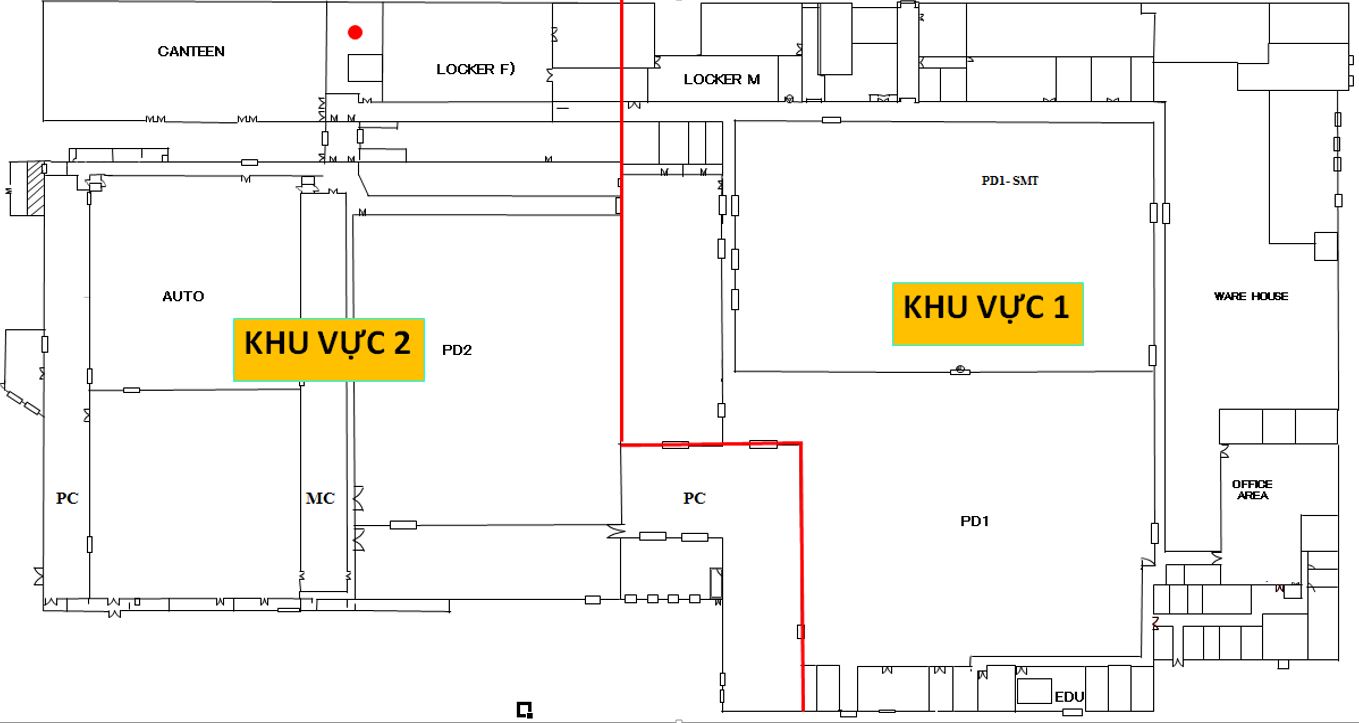 CANTEEN
LOCKER F)
LOCKER M
PD1- SMT
AUTO
KHU VỰC 2
PD2
KHU VỰC 1
WARE HOUSE
PC
MC
PC
PD1
OFFICE
AREA
EDU